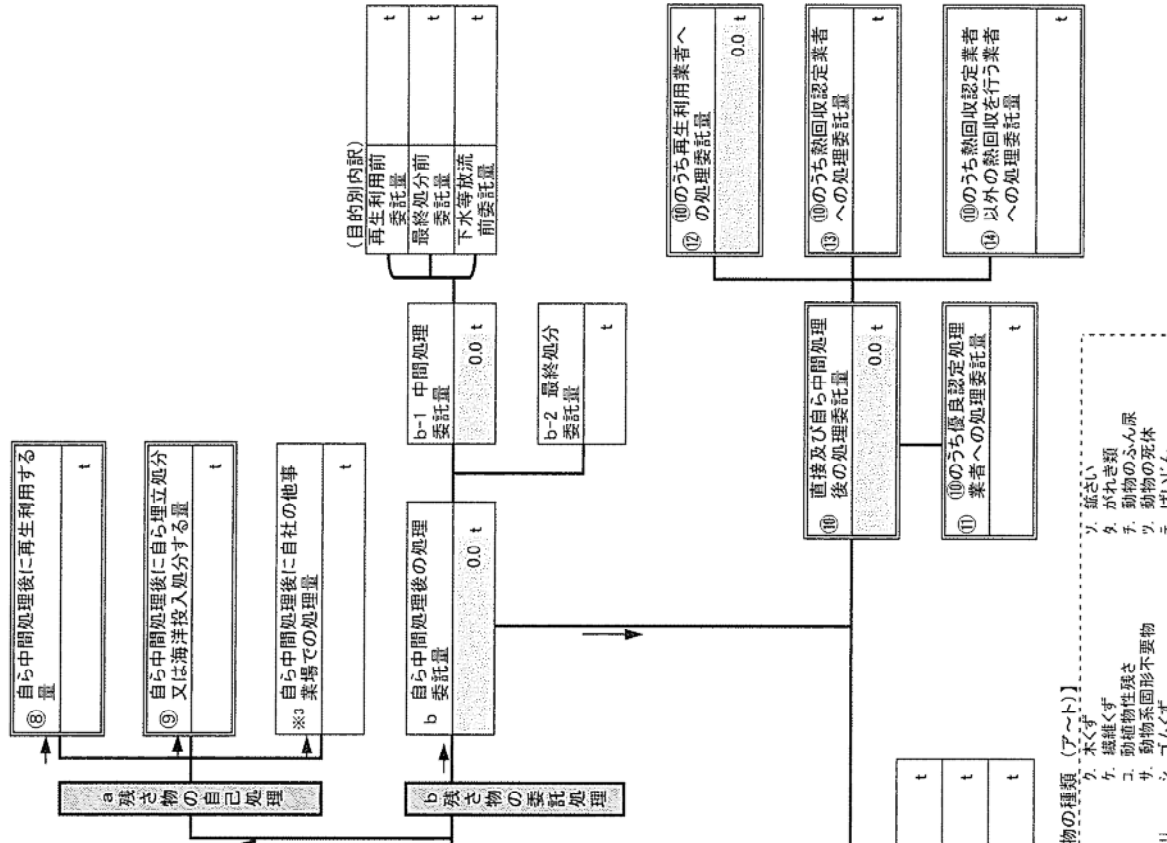 ⑧ 自ら中間処理後に再生利用する
量
t
⑨ 自ら中間処理後に自ら埋立処分
又は海洋投入処分する量
t
※3 自ら中間処理後に自社の他事
業場での処理量
t
a 残さ物の自己処理
b 残さ物の委託処理
b 自ら中間処理後の処理
委託量
0.0 t
b-1 中間処理
委託量
0.0 t
b-2 最終処分
委託量
t
(目的別内訳)
再生利用前
委託量
t
最終処分前
委託量
t
下水等放流
前委託量
t
⑩ 直接及び自ら中間処理
後の処理委託量
0.0 t
⑪ ⑩のうち優良認定処理
業者への処理委託量
t
⑫ ⑩のうち再生利用業者へ
の処理委託量
0.0 t
⑬ ⑩のうち熱回収認定業者
への処理委託量
t
⑭ ⑩のうち熱回収認定業者
以外の熱回収を行う業者
への処理委託量
t
t
t
t
物の種類 (ア~ト)】
ク. 木くず
ケ. 繊維くず
コ. 動植物性残さ
サ. 動物系固形不要物
シ. ゴムくず
ソ. 鉱さい
タ. がれき類
チ. 動物のふん尿
ツ. 動物の死体
テ. ばいじん